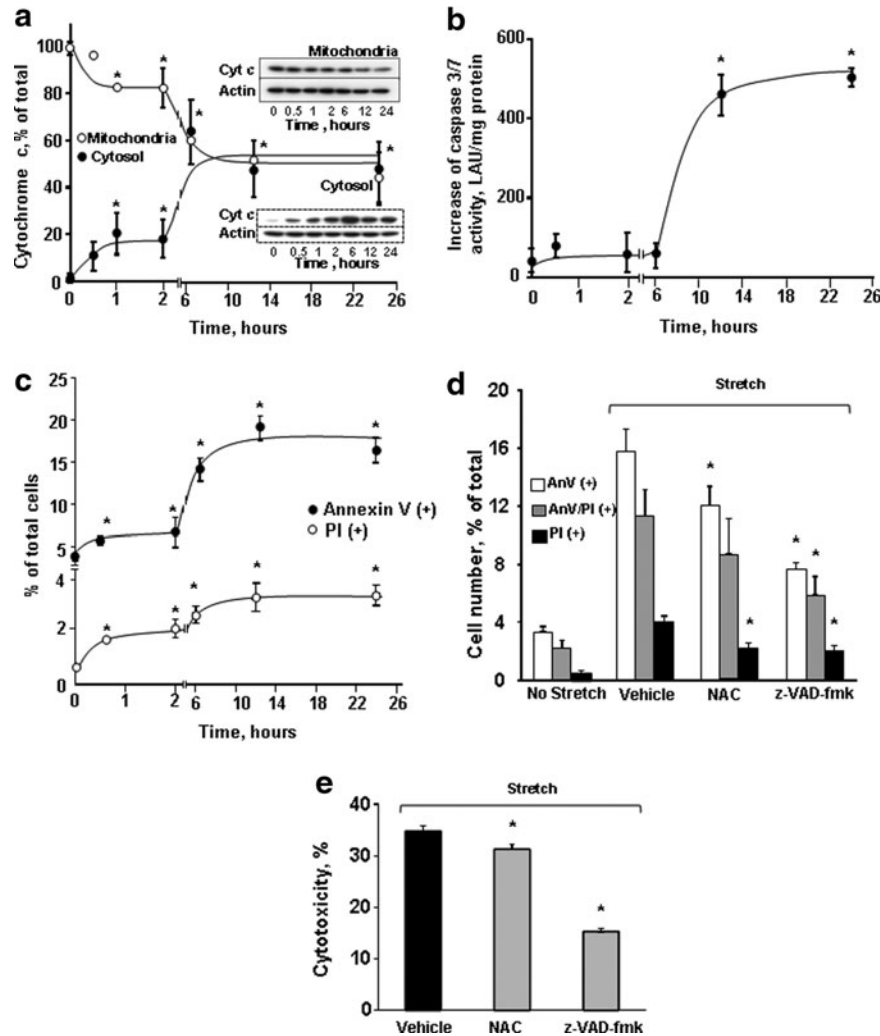 a
Cytochrome c, % of total
100
80
60
40
20
0
Mitochondria
Cyt c
Actin
0 0.5 1 2 6 12 24
Time, hours
Mitochondria
Cytosol
Cytosol
Cyt c
Actin
0 0.5 1 2 6 12 24
Time, hours
* * * * * * * *
0 1 2 6 10 14 18 22 26
Time, hours
b
Increase of caspase 3/7
activity, LAU/mg protein
600
400
200
0
* *
0 1 2 6 10 14 18 22 26
Time, hours
c
% of total cells
25
20
15
10
5
4
2
0
* * * * *
Annexin V (+)
PI (+)
* * * * *
0 1 2 6 10 14 18 22 26
Time, hours
d
Stretch
Cell number, % of total
20
16
12
8
4
0
AnV (+)
AnV/PI (+)
PI (+)
* * * * *
No Stretch Vehicle NAC z-VAD-fmk
e
Stretch
Cytotoxicity, %
40
30
20
10
0
* *
Vehicle NAC z-VAD-fmk